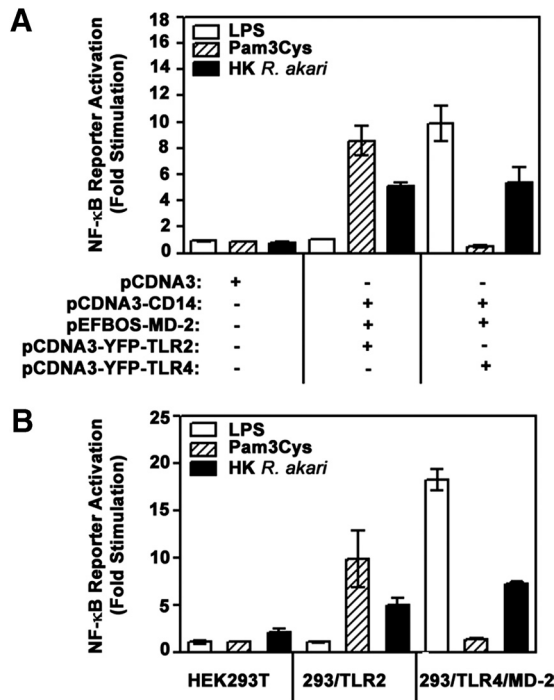 A
NF-κB Reporter Activation
(Fold Stimulation)
18
16
14
12
10
8
6
4
2
0
LPS
Pam3Cys
HK R. akari
pCDNA3: + - -
pCDNA3-CD14: - + +
pEFBOS-MD-2: - + +
pCDNA3-YFP-TLR2: - + -
pCDNA3-YFP-TLR4: - - +
B
NF-κB Reporter Activation
(Fold Stimulation)
25
20
15
10
5
0
LPS
Pam3Cys
HK R. akari
HEK293T 293/TLR2 293/TLR4/MD-2